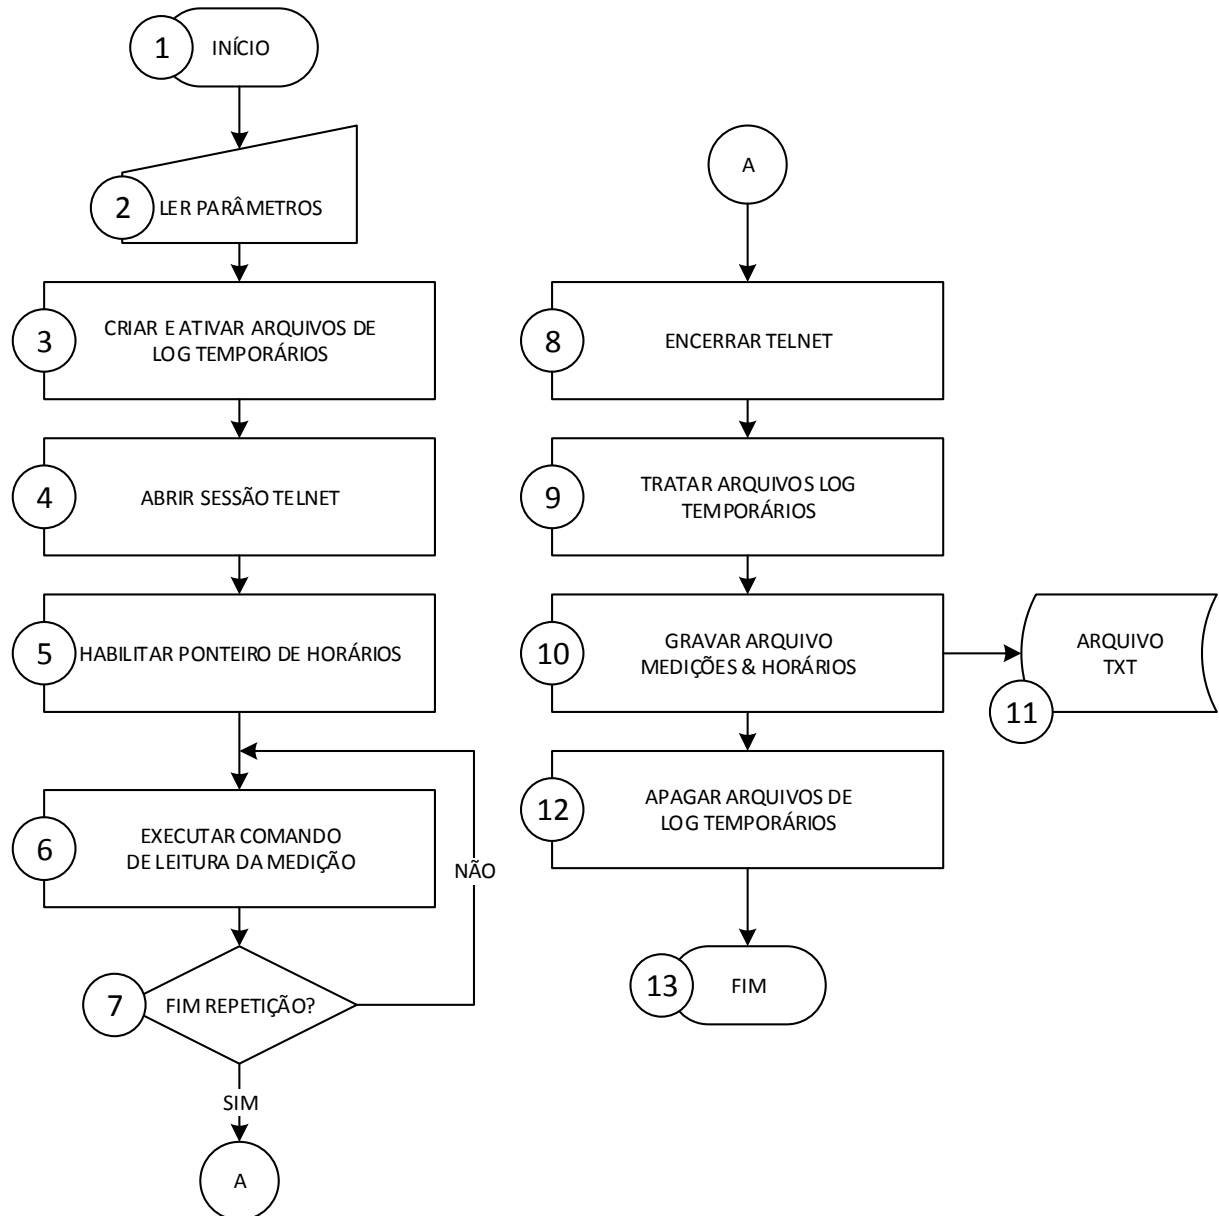 1
INÍCIO
2
LER PARÂMETROS
3
CRIAR E ATIVAR ARQUIVOS DE
LOG TEMPORÁRIOS
4
ABRIR SESSÃO TELNET
5
HABILITAR PONTEIRO DE HORÁRIOS
6
EXECUTAR COMANDO
DE LEITURA DA MEDIÇÃO
NÃO
7
FIM REPETIÇÃO?
SIM
A
A
8
ENCERRAR TELNET
9
TRATAR ARQUIVOS LOG
TEMPORÁRIOS
10
GRAVAR ARQUIVO
MEDIÇÕES & HORÁRIOS
ARQUIVO
TXT
11
12
APAGAR ARQUIVOS DE
LOG TEMPORÁRIOS
13
FIM